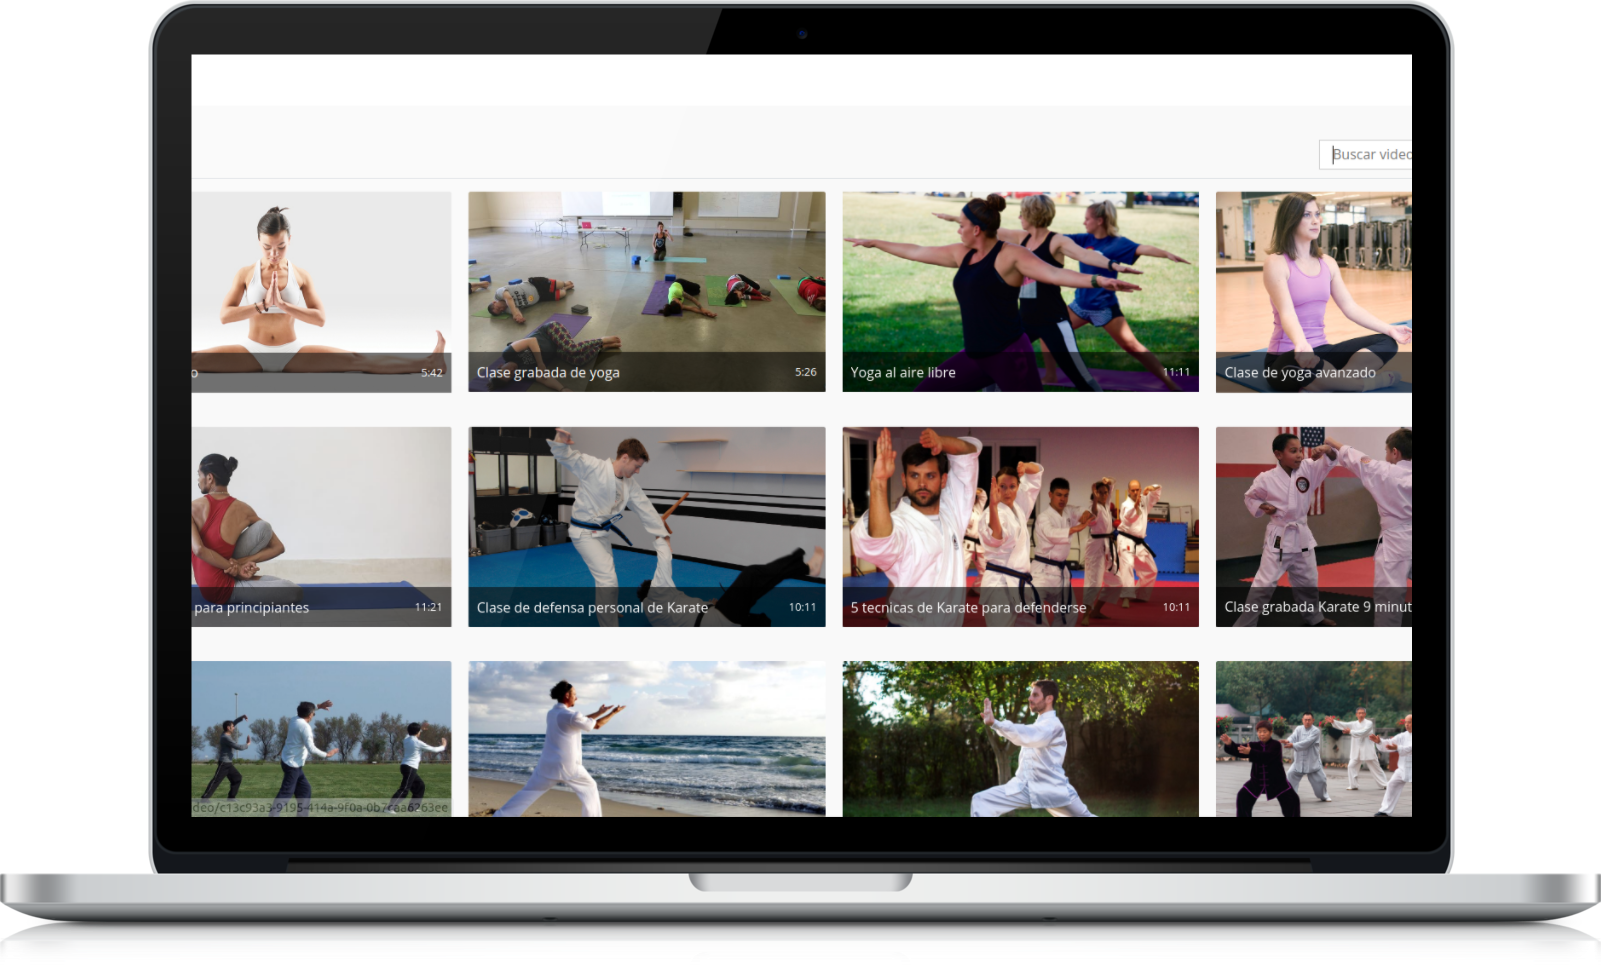 Buscar video
o
5:42
Clase grabada de yoga
5:26
Yoga al aire libre
11:11
Clase de yoga avanzado
para principiantes
11:21
Clase de defensa personal de Karate
10:11
5 tecnicas de Karate para defenderse
10:11
Clase grabada Karate 9 minut
deo/c13c93a3-9195-414a-9f0a-0b7caa6263ee